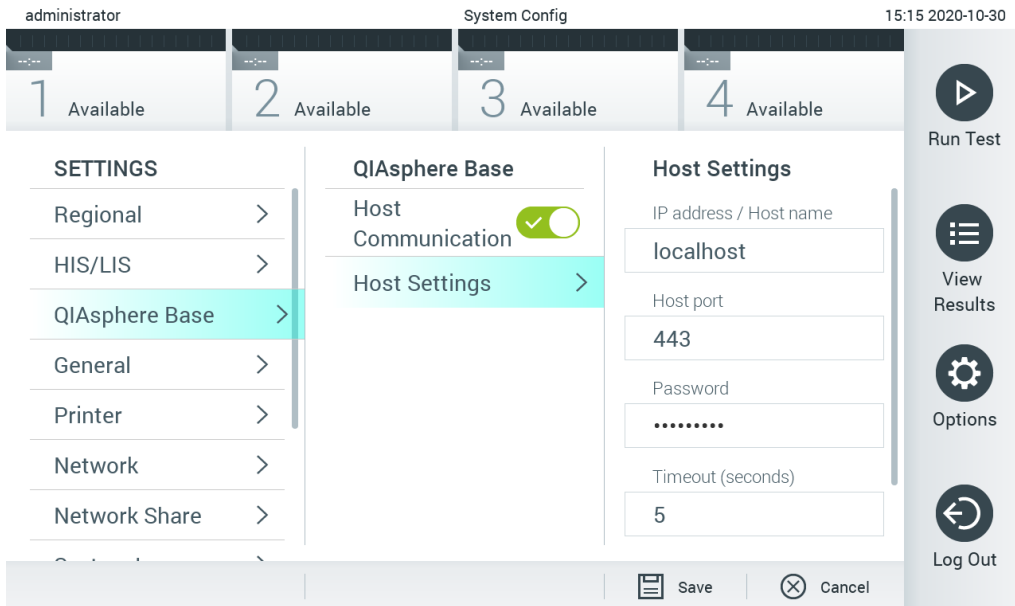 administrator
System Config
15:15 2020-10-30
--:--
--:--
--:--
--:--
1 Available
2 Available
3 Available
4 Available
Run Test
View
Results
Options
Log Out
SETTINGS
Regional
HIS/LIS
QIAsphere Base
General
Printer
Network
Network Share
QIAsphere Base
Host
Communication
Host Settings
Host Settings
IP address / Host name
localhost
Host port
443
Password
•••••••••
Timeout (seconds)
5
Save
Cancel